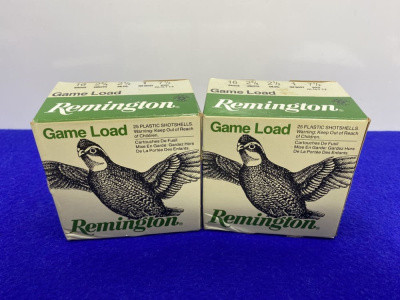 Game Load
Remington
Game Load
25 PLASTIC SHOTSHELLS
Warning: Keep Out of Reach
of Children.
Cartouches De Fusil
Mise En Garde: Gardez Hors
De La Portée Des Enfants.
Remington
Game Load
Remington
Game Load
25 PLASTIC SHOTSHELLS
Warning: Keep Out of Reach
of Children.
Cartouches De Fusil
Mise En Garde: Gardez Hors
De La Portée Des Enfants.
Remington